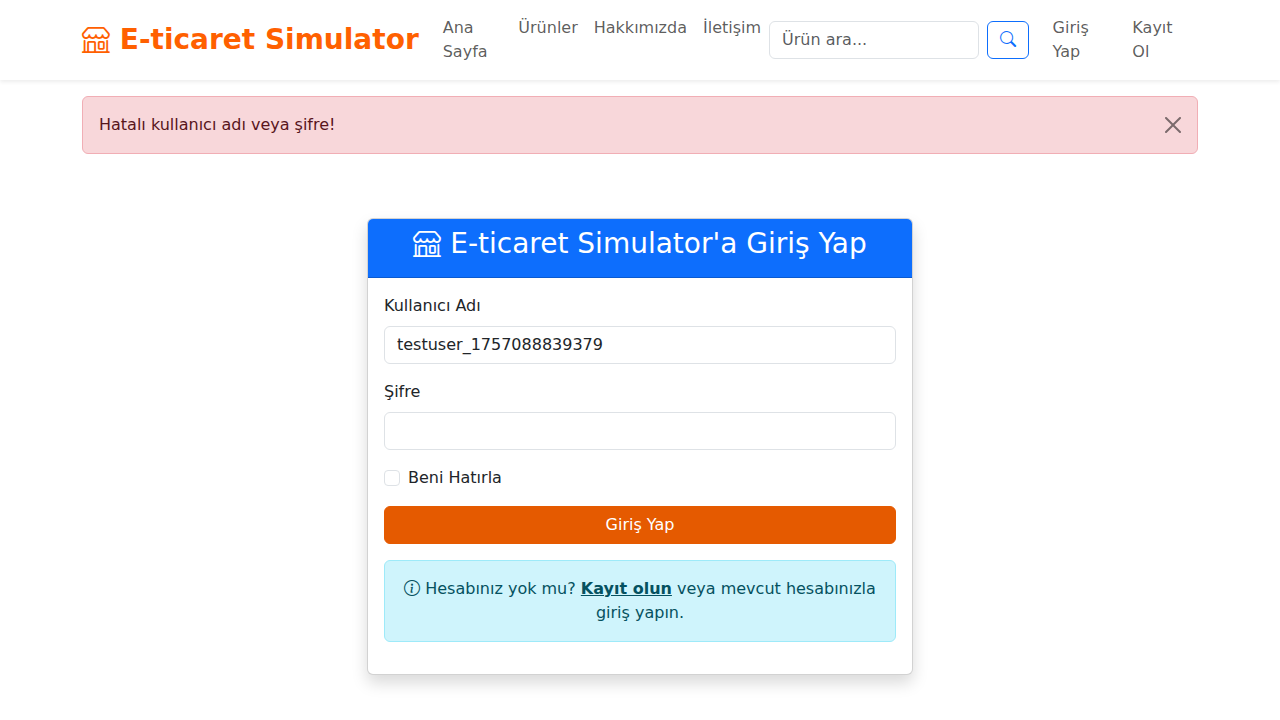 E-ticaret Simulator
Ana Sayfa
Ürünler
Hakkımızda
İletişim
Ürün ara...
Giriş Yap
Kayıt Ol
Hatalı kullanıcı adı veya şifre!
E-ticaret Simulator'a Giriş Yap
Kullanıcı Adı
testuser_1757088839379
Şifre
Beni Hatırla
Giriş Yap
Hesabınız yok mu? Kayıt olun veya mevcut hesabınızla
giriş yapın.